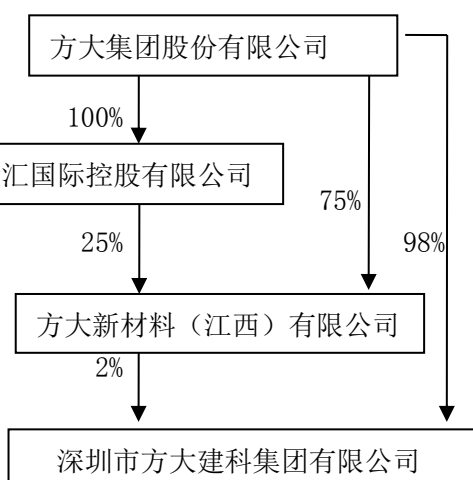 方大集团股份有限公司
100%
汇国际控股有限公司
75%
25%
98%
方大新材料（江西）有限公司
2%
深圳市方大建科集团有限公司